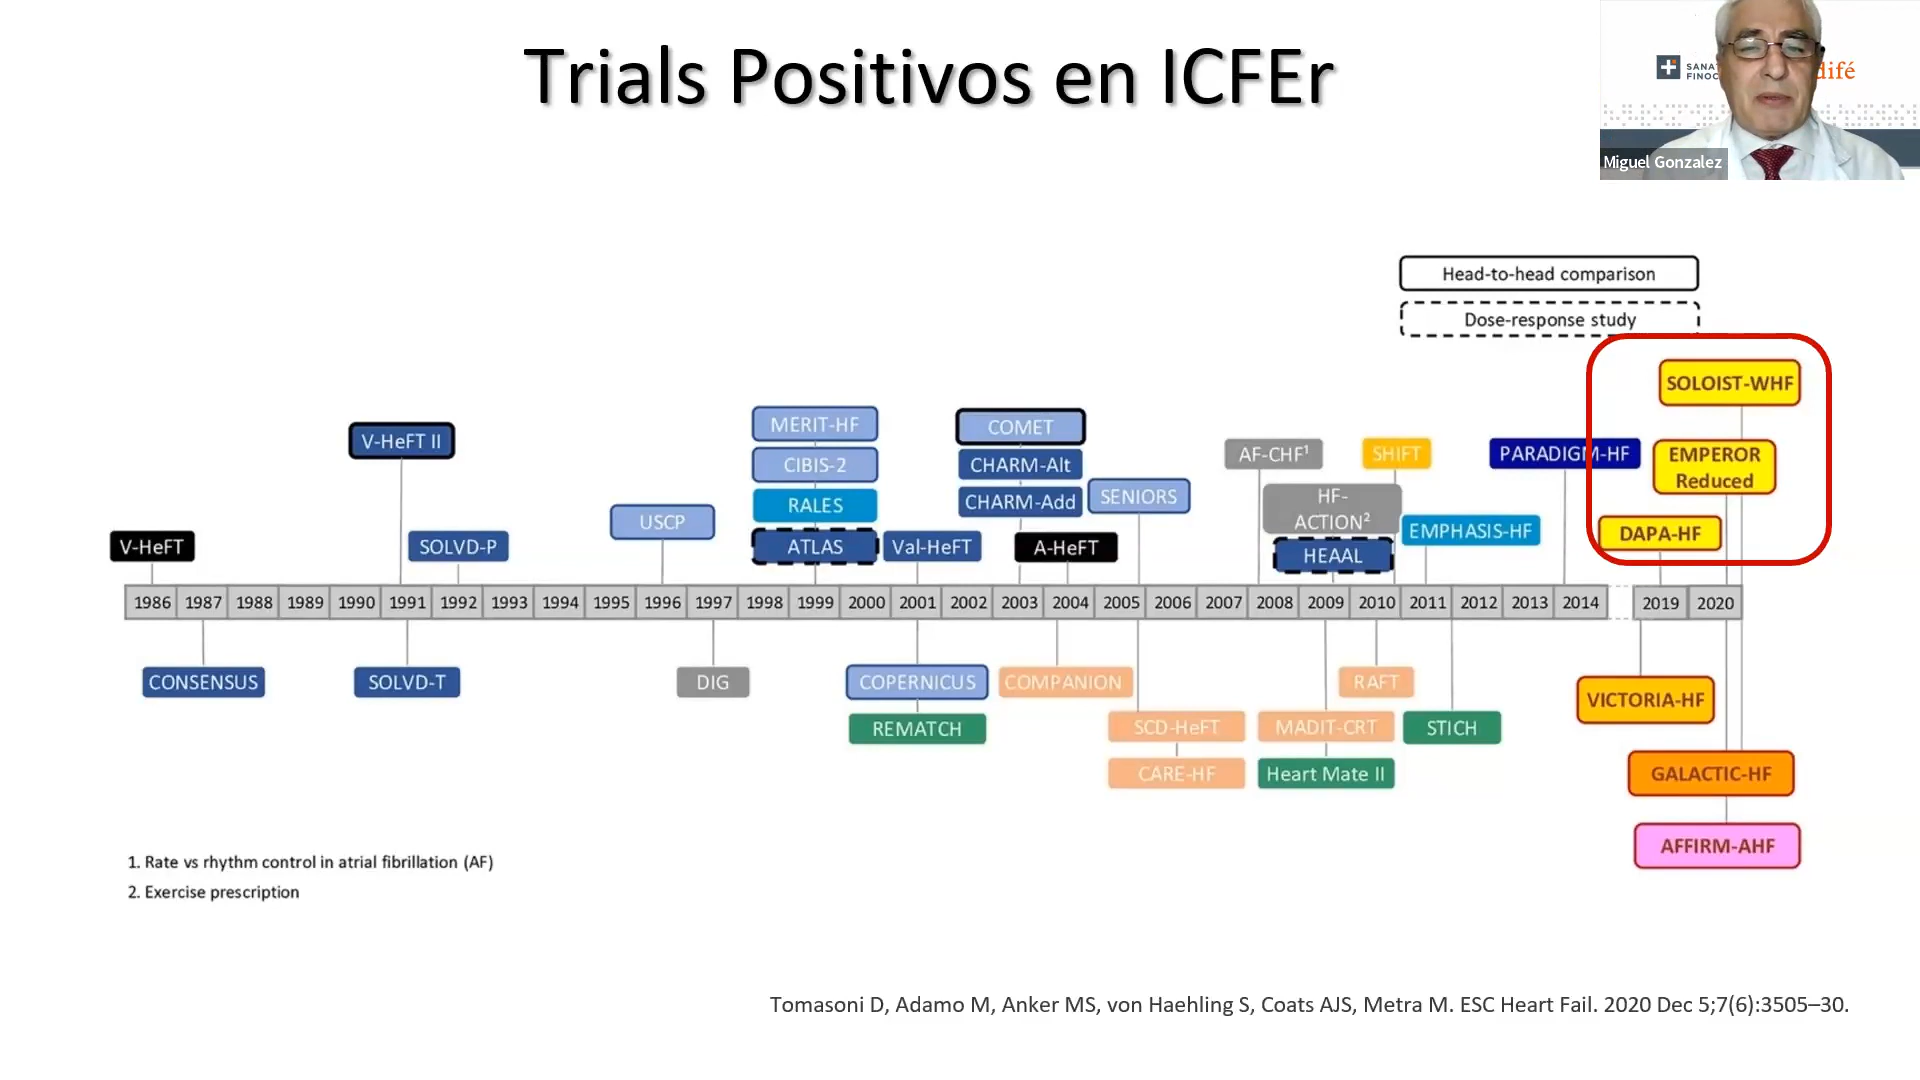 Trials Positivos en ICFEr
SANA
FINOC
difé
Miguel Gonzalez
Head-to-head comparison
Dose-response study
SOLOIST-WHF
EMPEROR
Reduced
DAPA-HF
PARADIGM-HF
SHIFT
AF-CHF¹
HF-
ACTION²
HEAAL
EMPHASIS-HF
MERIT-HF
CIBIS-2
RALES
ATLAS
COMET
CHARM-Alt
CHARM-Add
SENIORS
Val-HeFT
A-HeFT
USCP
V-HeFT II
SOLVD-P
V-HeFT
1986 1987 1988 1989 1990 1991 1992 1993 1994 1995 1996 1997 1998 1999 2000 2001 2002 2003 2004 2005 2006 2007 2008 2009 2010 2011 2012 2013 2014 2019 2020
CONSENSUS
SOLVD-T
DIG
COPERNICUS
REMATCH
COMPANION
SCD-HeFT
CARE-HF
RAFT
MADIT-CRT
Heart Mate II
STICH
VICTORIA-HF
GALACTIC-HF
AFFIRM-AHF
1. Rate vs rhythm control in atrial fibrillation (AF)
2. Exercise prescription
Tomasoni D, Adamo M, Anker MS, von Haehling S, Coats AJS, Metra M. ESC Heart Fail. 2020 Dec 5;7(6):3505–30.